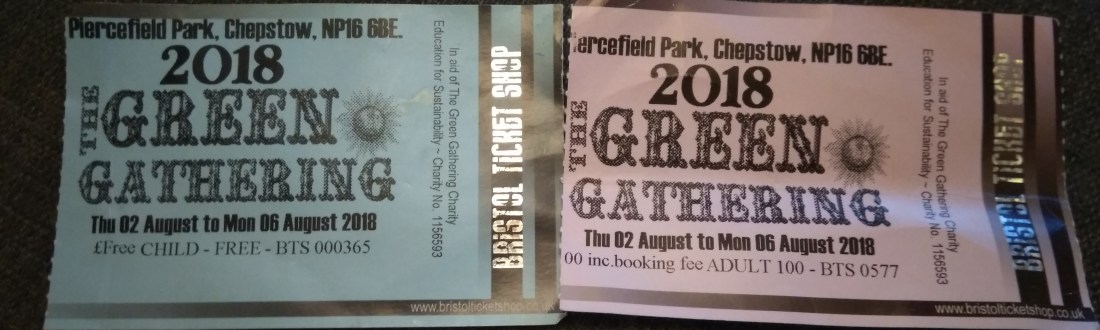 Piercefield Park, Chepstow, NP16 6BE.
2018
THE
GREEN
GATHERING
Thu 02 August to Mon 06 August 2018
£Free CHILD - FREE - BTS 000365
In aid of The Green Gathering Charity
Education for Sustainability ~ Charity No. 1156593
BRISTOL TICKET SHOP
www.bristolticketshop.co
iercefield Park, Chepstow, NP16 6BE.
2018
THE
GREEN
GATHERING
Thu 02 August to Mon 06 August 2018
00 inc.booking fee ADULT 100 - BTS 0577
In aid of The Green Gathering Charity
Education for Sustainability ~ Charity No. 1156593
BRISTOL TICKET SHOP
www.bristolticketshop.co.uk